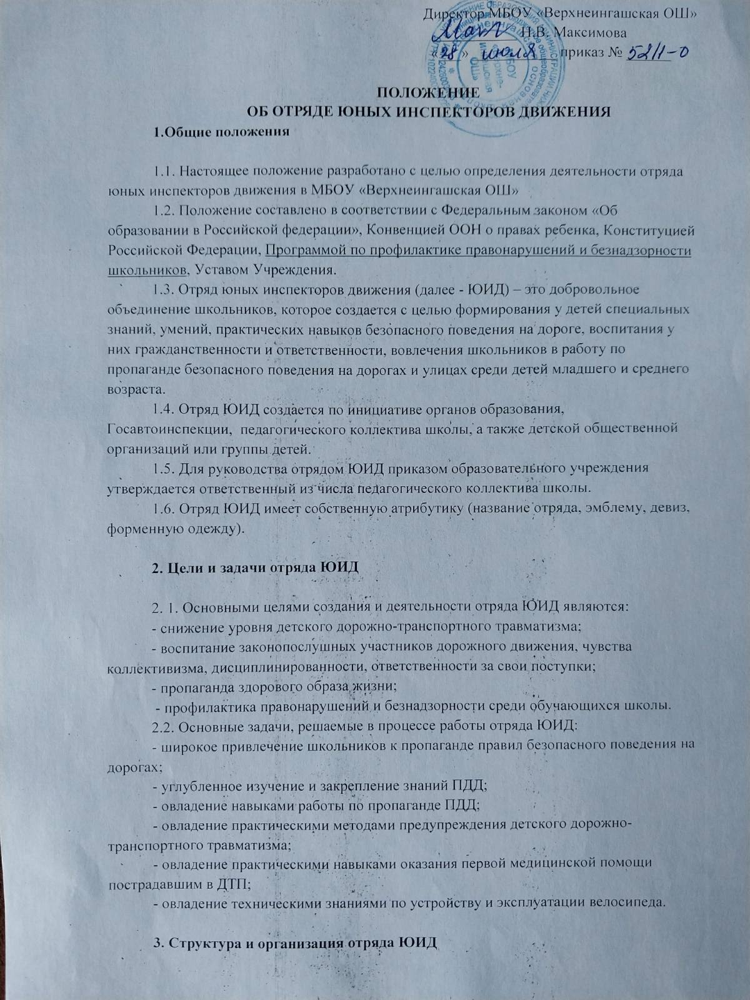 Директор МБОУ «Верхнеингашская ОШ»
Н.В. Максимова
«28» июля приказ № 52/1-О
ПОЛОЖЕНИЕ
ОБ ОТРЯДЕ ЮНЫХ ИНСПЕКТОРОВ ДВИЖЕНИЯ
1.Общие положения
1.1. Настоящее положение разработано с целью определения деятельности отряда
юных инспекторов движения в МБОУ «Верхнеингашская ОШ»
1.2. Положение составлено в соответствии с Федеральным законом «Об
образовании в Российской федерации», Конвенцией ООН о правах ребенка, Конституцией
Российской Федерации, Программой по профилактике правонарушений и безнадзорности
школьников, Уставом Учреждения.
1.3. Отряд юных инспекторов движения (далее - ЮИД) – это добровольное
объединение школьников, которое создается с целью формирования у детей специальных
знаний, умений, практических навыков безопасного поведения на дороге, воспитания у
них гражданственности и ответственности, вовлечения школьников в работу по
пропаганде безопасного поведения на дорогах и улицах среди детей младшего и среднего
возраста.
1.4. Отряд ЮИД создается по инициативе органов образования,
Госавтоинспекции, педагогического коллектива школы, а также детской общественной
организаций или группы детей.
1.5. Для руководства отрядом ЮИД приказом образовательного учреждения
утверждается ответственный из числа педагогического коллектива школы.
1.6. Отряд ЮИД имеет собственную атрибутику (название отряда, эмблему, девиз,
форменную одежду).
2. Цели и задачи отряда ЮИД
2. 1. Основными целями создания и деятельности отряда ЮИД являются:
- снижение уровня детского дорожно-транспортного травматизма;
- воспитание законопослушных участников дорожного движения, чувства
коллективизма, дисциплинированности, ответственности за свои поступки;
- пропаганда здорового образа жизни;
- профилактика правонарушений и безнадзорности среди обучающихся школы.
2.2. Основные задачи, решаемые в процессе работы отряда ЮИД:
- широкое привлечение школьников к пропаганде правил безопасного поведения на
дорогах;
- углубленное изучение и закрепление знаний ПДД;
- овладение навыками работы по пропаганде ПДД;
- овладение практическими методами предупреждения детского дорожно-
транспортного травматизма;
- овладение практическими навыками оказания первой медицинской помощи
пострадавшим в ДТП;
- овладение техническими знаниями по устройству и эксплуатации велосипеда.
3. Структура и организация отряда ЮИД